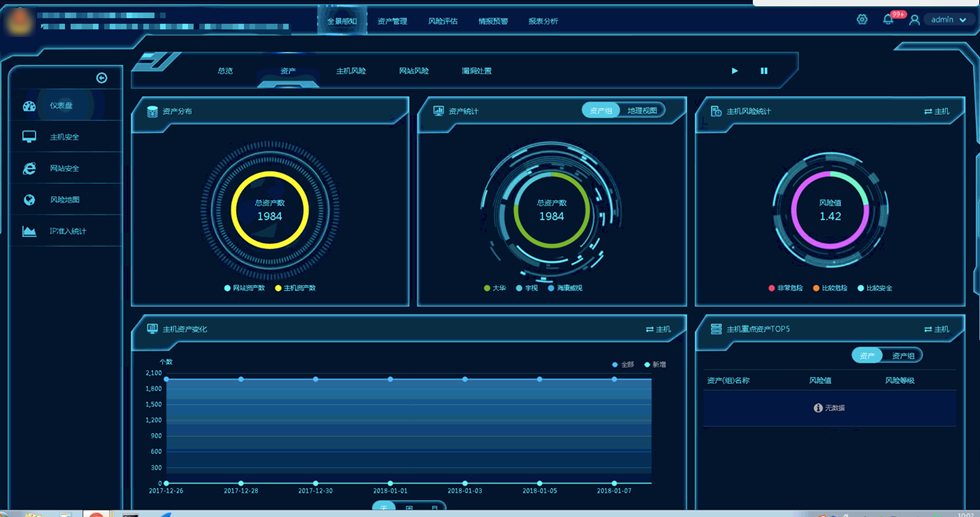 全景感知 资产管理 风险评估 情报预警 报表分析 99+ admin
总览 资产 主机风险 网站风险 漏洞处置
仪表盘
主机安全
网站安全
风险地图
IP准入统计
资产分布
总资产数
1984
网站资产数 主机资产数
资产统计 资产组 地理视图
总资产数
1984
大华 宇视 海康威视
主机风险统计 主机
风险值
1.42
非常危险 比较危险 比较安全
主机资产变化 主机
个数
全部 新增
2,100
1,800
1,500
1,200
900
600
300
0
2017-12-26 2017-12-28 2017-12-30 2018-01-01 2018-01-03 2018-01-05 2018-01-07
天 周 月
主机重点资产TOP5 主机
资产 资产组
资产(组)名称 风险值 风险等级
无数据